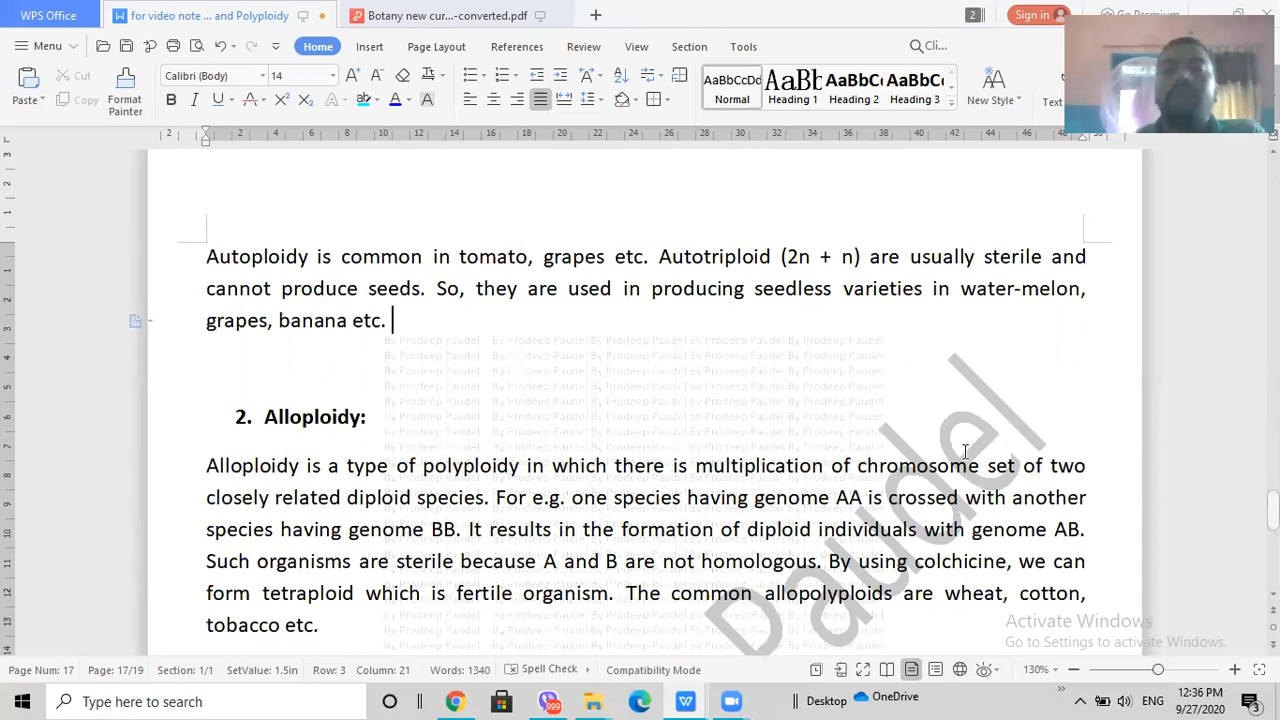 WPS Office
for video note ... and Polyploidy
Botany new cur...-converted.pdf
2
Sign in
Go Premium
Menu
Home
Insert
Page Layout
References
Review
View
Section
Tools
Cli...
Paste
Cut
Copy
Format
Painter
Calibri (Body)
14
AaBbCcDd
Normal
AaBb
Heading 1
AaBbC
Heading 2
AaBbC
Heading 3
New Style
Text
Autoploidy is common in tomato, grapes etc. Autotriploid (2n + n) are usually sterile and
cannot produce seeds. So, they are used in producing seedless varieties in water-melon,
grapes, banana etc.
By Prodeep Paudel
2. Alloploidy:
Alloploidy is a type of polyploidy in which there is multiplication of chromosome set of two
closely related diploid species. For e.g. one species having genome AA is crossed with another
species having genome BB. It results in the formation of diploid individuals with genome AB.
Such organisms are sterile because A and B are not homologous. By using colchicine, we can
form tetraploid which is fertile organism. The common allopolyploids are wheat, cotton,
tobacco etc.
Paudel
Activate Windows
Go to Settings to activate Windows.
Page Num: 17 Page: 17/19 Section: 1/1 SetValue: 1.5in Row: 3 Column: 21 Words: 1340 Spell Check Compatibility Mode 130%
Type here to search
999
Desktop
OneDrive
ENG
12:36 PM
9/27/2020
3